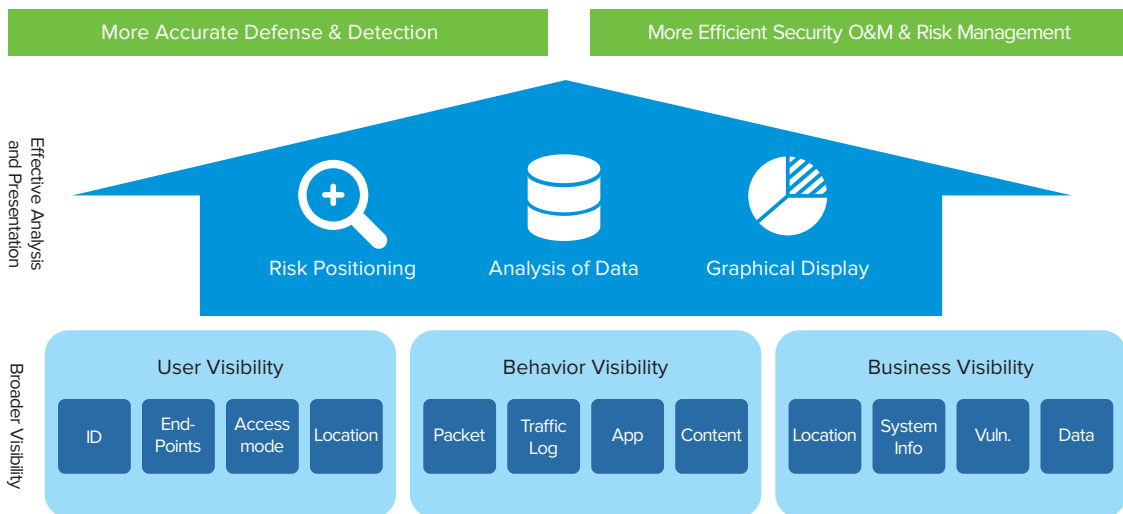 More Accurate Defense & Detection
More Efficient Security O&M & Risk Management
Effective Analysis
and Presentation
Risk Positioning
Analysis of Data
Graphical Display
Broader Visibility
User Visibility
ID
End-
Points
Access
mode
Location
Behavior Visibility
Packet
Traffic
Log
App
Content
Business Visibility
Location
System
Info
Vuln.
Data